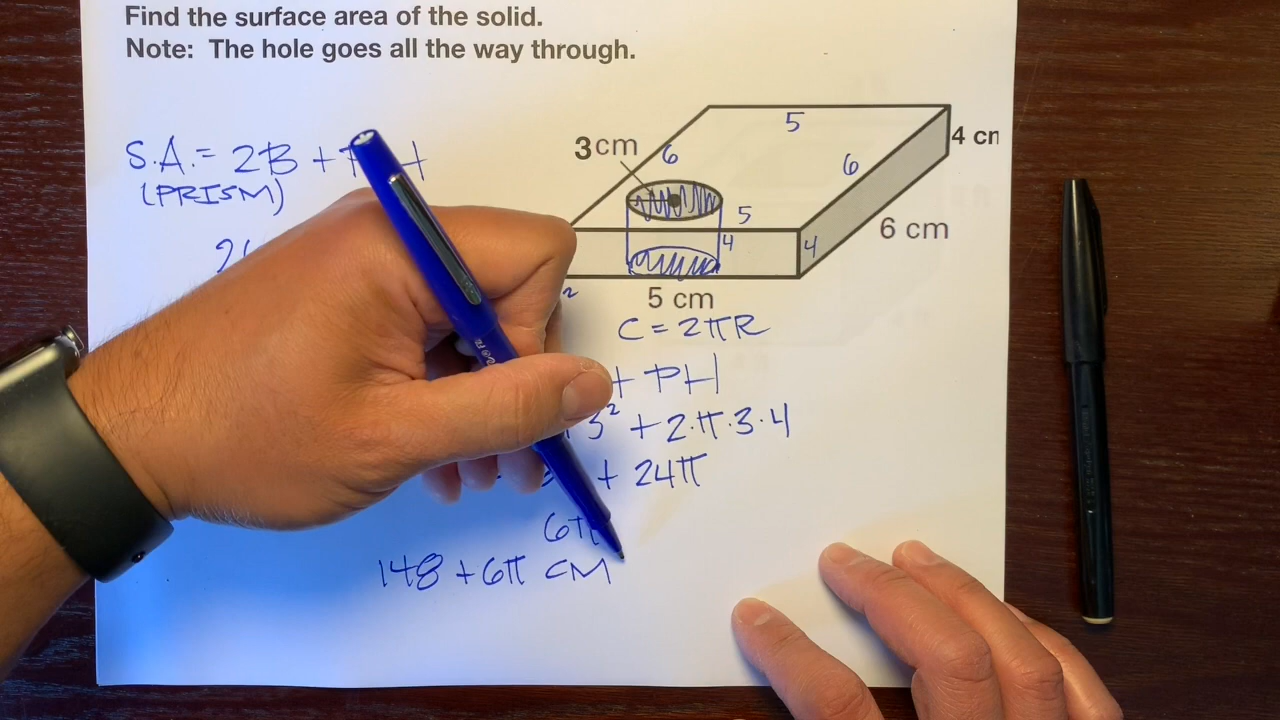 Find the surface area of the solid.
Note: The hole goes all the way through.
5
3cm
6
6
4 cm
S.A. = 2B + PH
(PRISM)
5
4
4
6 cm
5 cm
2
C = 2πR
+ PH
3² + 2·π·3·4
+ 24π
6π
148 + 6π CM